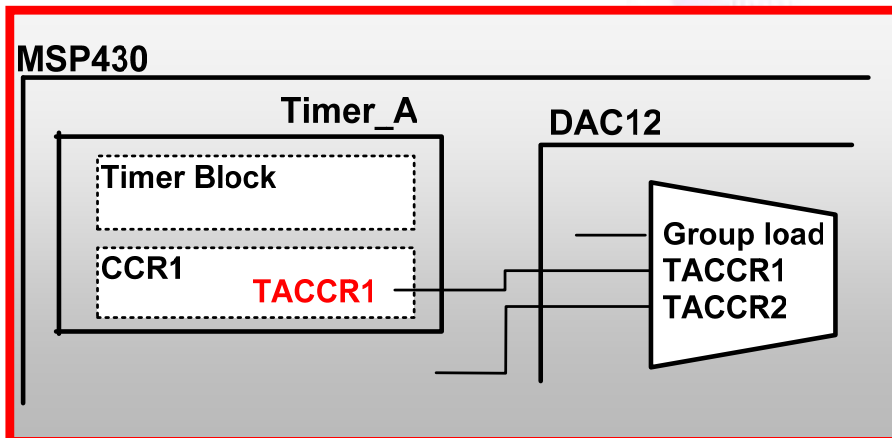 MSP430
Timer_A
DAC12
Timer Block
CCR1
TACCR1
Group load
TACCR1
TACCR2